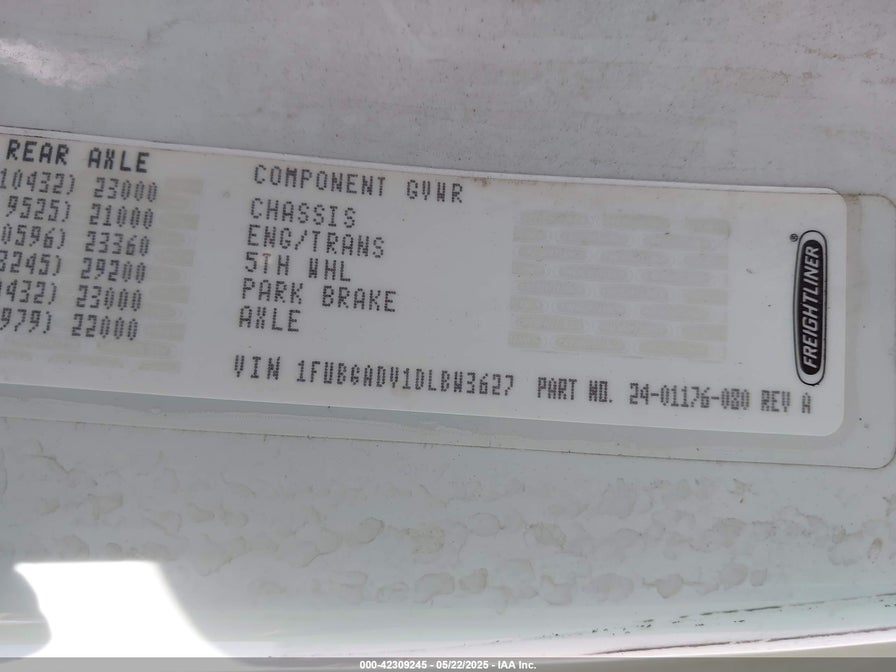 REAR AXLE
10432) 23000
9525) 21000
0596) 23360
3245) 29200
432) 23000
979) 22000
COMPONENT GVWR
CHASSIS
ENG/TRANS
5TH WHL
PARK BRAKE
AXLE
VIN 1FUBGADV1DLBW3627 PART NO. 24-01176-080 REV A
FREIGHTLINER®
000-42309245 - 05/22/2025 - IAA Inc.